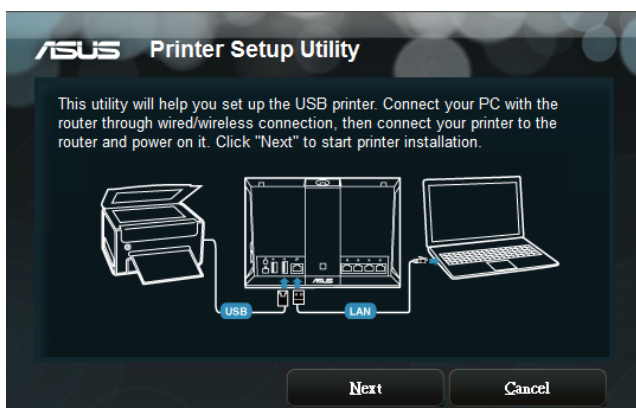 ASUS Printer Setup Utility
This utility will help you set up the USB printer. Connect your PC with the
router through wired/wireless connection, then connect your printer to the
router and power on it. Click "Next" to start printer installation.
ASUS
USB
LAN
Next
Cancel